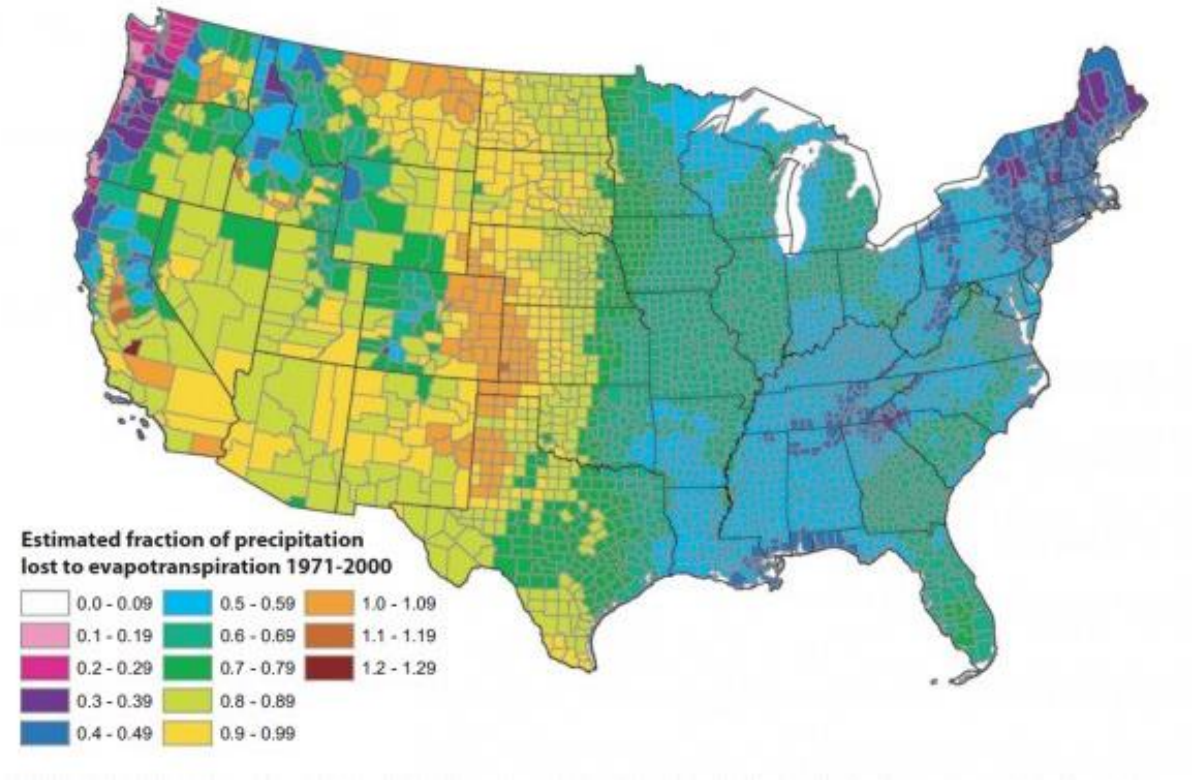 Estimated fraction of precipitation
lost to evapotranspiration 1971-2000
0.0 - 0.09
0.5 - 0.59
1.0 - 1.09
0.1 - 0.19
0.6 - 0.69
1.1 - 1.19
0.2 - 0.29
0.7 - 0.79
1.2 - 1.29
0.3 - 0.39
0.8 - 0.89
0.4 - 0.49
0.9 - 0.99